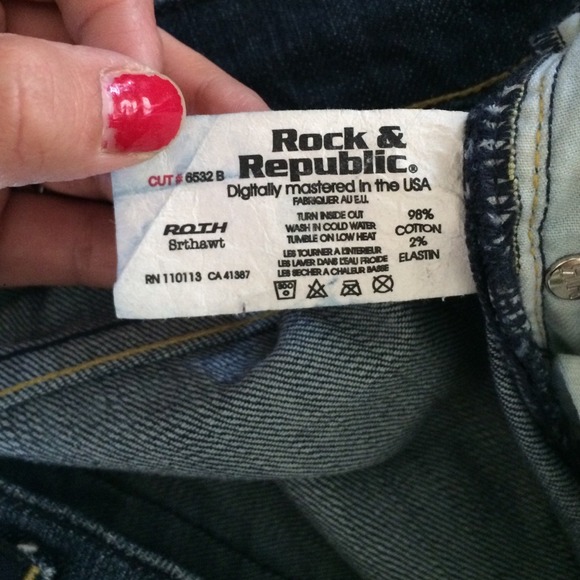 CUT # 6532 B
Rock &
Republic®
Digitally mastered in the USA
FABRIQUER AU E.U.
ROTH
Srthawt
RN 110113 CA 41387
TURN INSIDE OUT
WASH IN COLD WATER
TUMBLE ON LOW HEAT
LES TOURNER A L'INTERIEUR
LES LAVER DANS L'EAU FROIDE
LES SECHER A CHALEUR BASSE
98%
COTTON
2%
ELASTIN